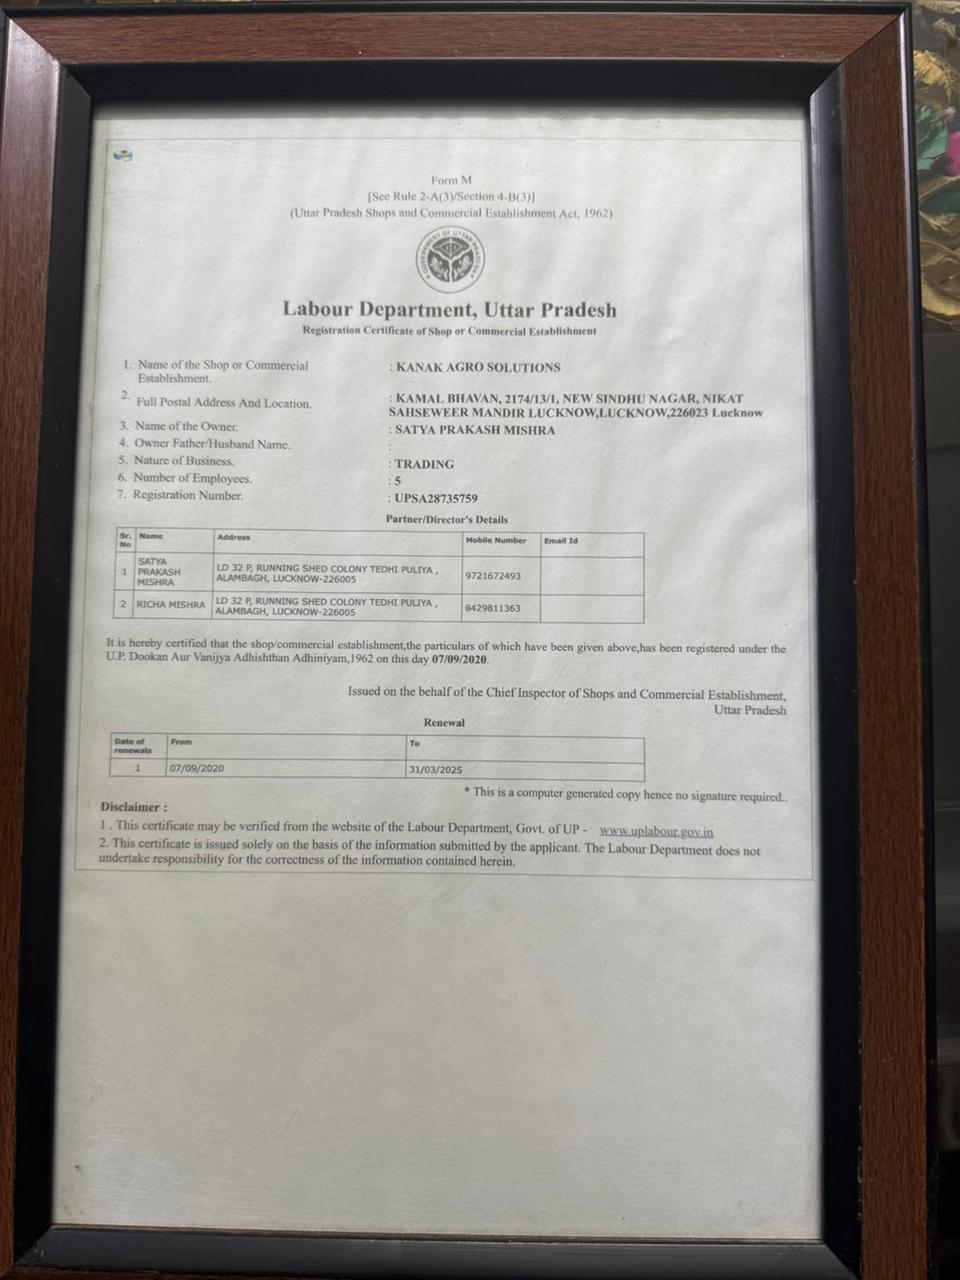 Form M
[See Rule 2-A(3)/Section 4-B(3)]
(Uttar Pradesh Shops and Commercial Establishment Act, 1962)
GOVERNMENT OF UTTAR PRADESH
Labour Department, Uttar Pradesh
Registration Certificate of Shop or Commercial Establishment
1. Name of the Shop or Commercial Establishment. : KANAK AGRO SOLUTIONS
2. Full Postal Address And Location. : KAMAL BHAVAN, 2174/13/1, NEW SINDHU NAGAR, NIKAT
SAHSEWEER MANDIR LUCKNOW,LUCKNOW,226023 Lucknow
3. Name of the Owner. : SATYA PRAKASH MISHRA
4. Owner Father/Husband Name. :
5. Nature of Business. : TRADING
6. Number of Employees. : 5
7. Registration Number. : UPSA28735759
Partner/Director's Details
Sr. No Name Address Mobile Number Email Id
1 SATYA PRAKASH MISHRA LD 32 P, RUNNING SHED COLONY TEDHI PULIYA , ALAMBAGH, LUCKNOW-226005 9721672493
2 RICHA MISHRA LD 32 P, RUNNING SHED COLONY TEDHI PULIYA , ALAMBAGH, LUCKNOW-226005 8429811363
It is hereby certified that the shop/commercial establishment,the particulars of which have been given above,has been registered under the
U.P. Dookan Aur Vanijya Adhishthan Adhiniyam,1962 on this day 07/09/2020.
Issued on the behalf of the Chief Inspector of Shops and Commercial Establishment,
Uttar Pradesh
Renewal
Date of renewals From To
1 07/09/2020 31/03/2025
* This is a computer generated copy hence no signature required..
Disclaimer :
1 . This certificate may be verified from the website of the Labour Department, Govt. of UP - www.uplabour.gov.in
2. This certificate is issued solely on the basis of the information submitted by the applicant. The Labour Department does not
undertake responsibility for the correctness of the information contained herein.